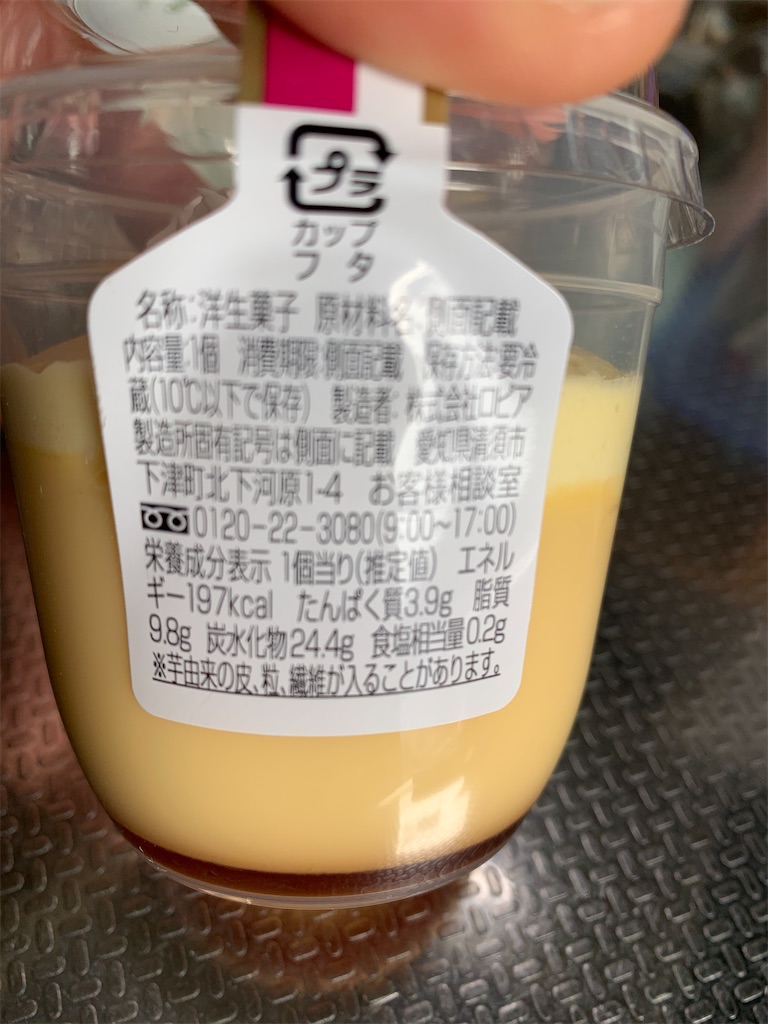 プラ
カップ
フタ
名称:洋生菓子 原材料名:側面記載
内容量:1個 消費期限:側面記載 保存方法:要冷
蔵(10℃以下で保存) 製造者:株式会社ロピア
製造所固有記号は側面に記載 愛知県清須市
下津町北下河原1-4 お客様相談室
0120-22-3080(9:00~17:00)
栄養成分表示 1個当り(推定値) エネル
ギー197kcal たんぱく質3.9g 脂質
9.8g 炭水化物24.4g 食塩相当量0.2g
※芋由来の皮、粒、繊維が入ることがあります。